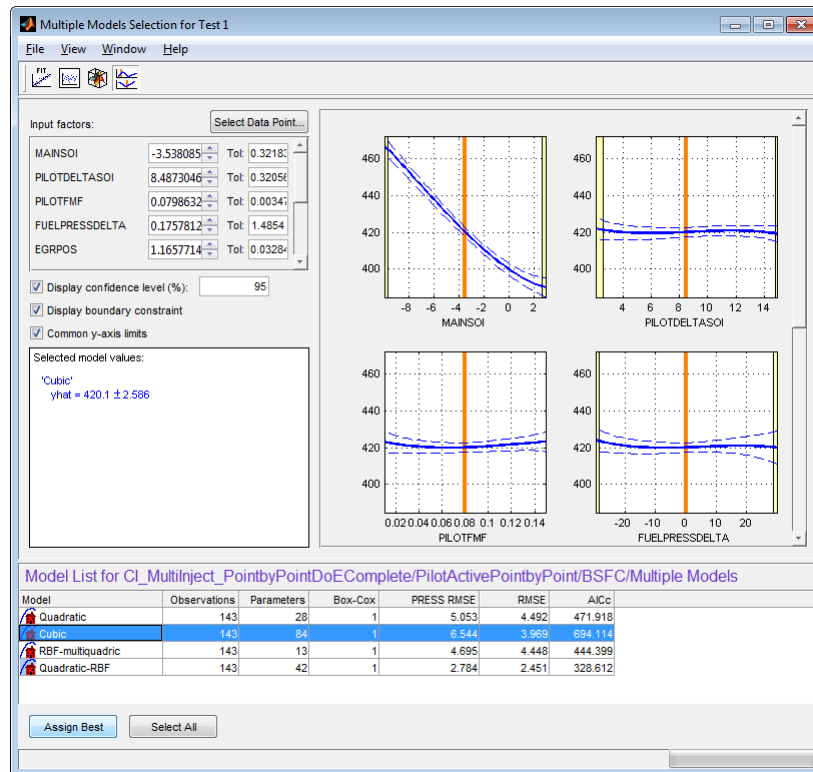 Multiple Models Selection for Test 1
File View Window Help
FIT
Input factors:
Select Data Point...
MAINSOI -3.538085 Tol: 0.3218
PILOTDELTASOI 8.4873046 Tol: 0.32056
PILOTFMF 0.0798632 Tol: 0.00347
FUELPRESSDELTA 0.1757812 Tol: 1.4854
EGRPOS 1.1657714 Tol: 0.03284
Display confidence level (%): 95
Display boundary constraint
Common y-axis limits
Selected model values:
'Cubic'
yhat = 420.1 ± 2.586
460
440
420
400
-8 -6 -4 -2 0 2
MAINSOI
460
440
420
400
4 6 8 10 12 14
PILOTDELTASOI
460
440
420
400
0.02 0.04 0.06 0.08 0.1 0.12 0.14
PILOTFMF
460
440
420
400
-20 -10 0 10 20
FUELPRESSDELTA
Model List for CI_MultiInject_PointbyPointDoEComplete/PilotActivePointbyPoint/BSFC/Multiple Models
Model Observations Parameters Box-Cox PRESS RMSE RMSE AICc
Quadratic 143 28 1 5.053 4.492 471.918
Cubic 143 84 1 6.544 3.969 694.114
RBF-multiquadric 143 13 1 4.695 4.448 444.399
Quadratic-RBF 143 42 1 2.784 2.451 328.612
Assign Best
Select All